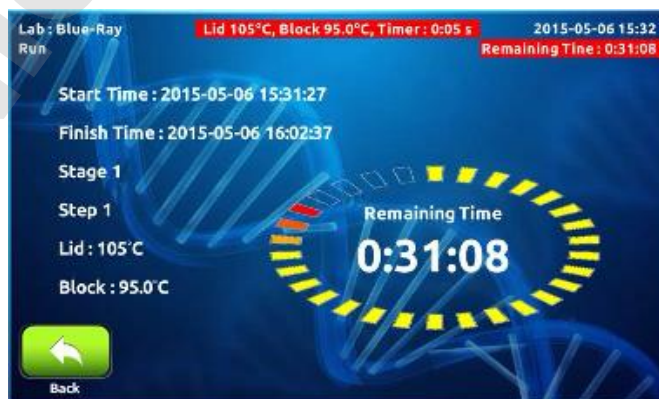 Lab : Blue-Ray
Lid 105°C, Block 95.0°C, Timer : 0:05 s
2015-05-06 15:32
Run
Remaining Tine : 0:31:08
Start Time : 2015-05-06 15:31:27
Finish Time : 2015-05-06 16:02:37
Stage 1
Step 1
Lid : 105°C
Block : 95.0°C
Remaining Time
0:31:08
Back